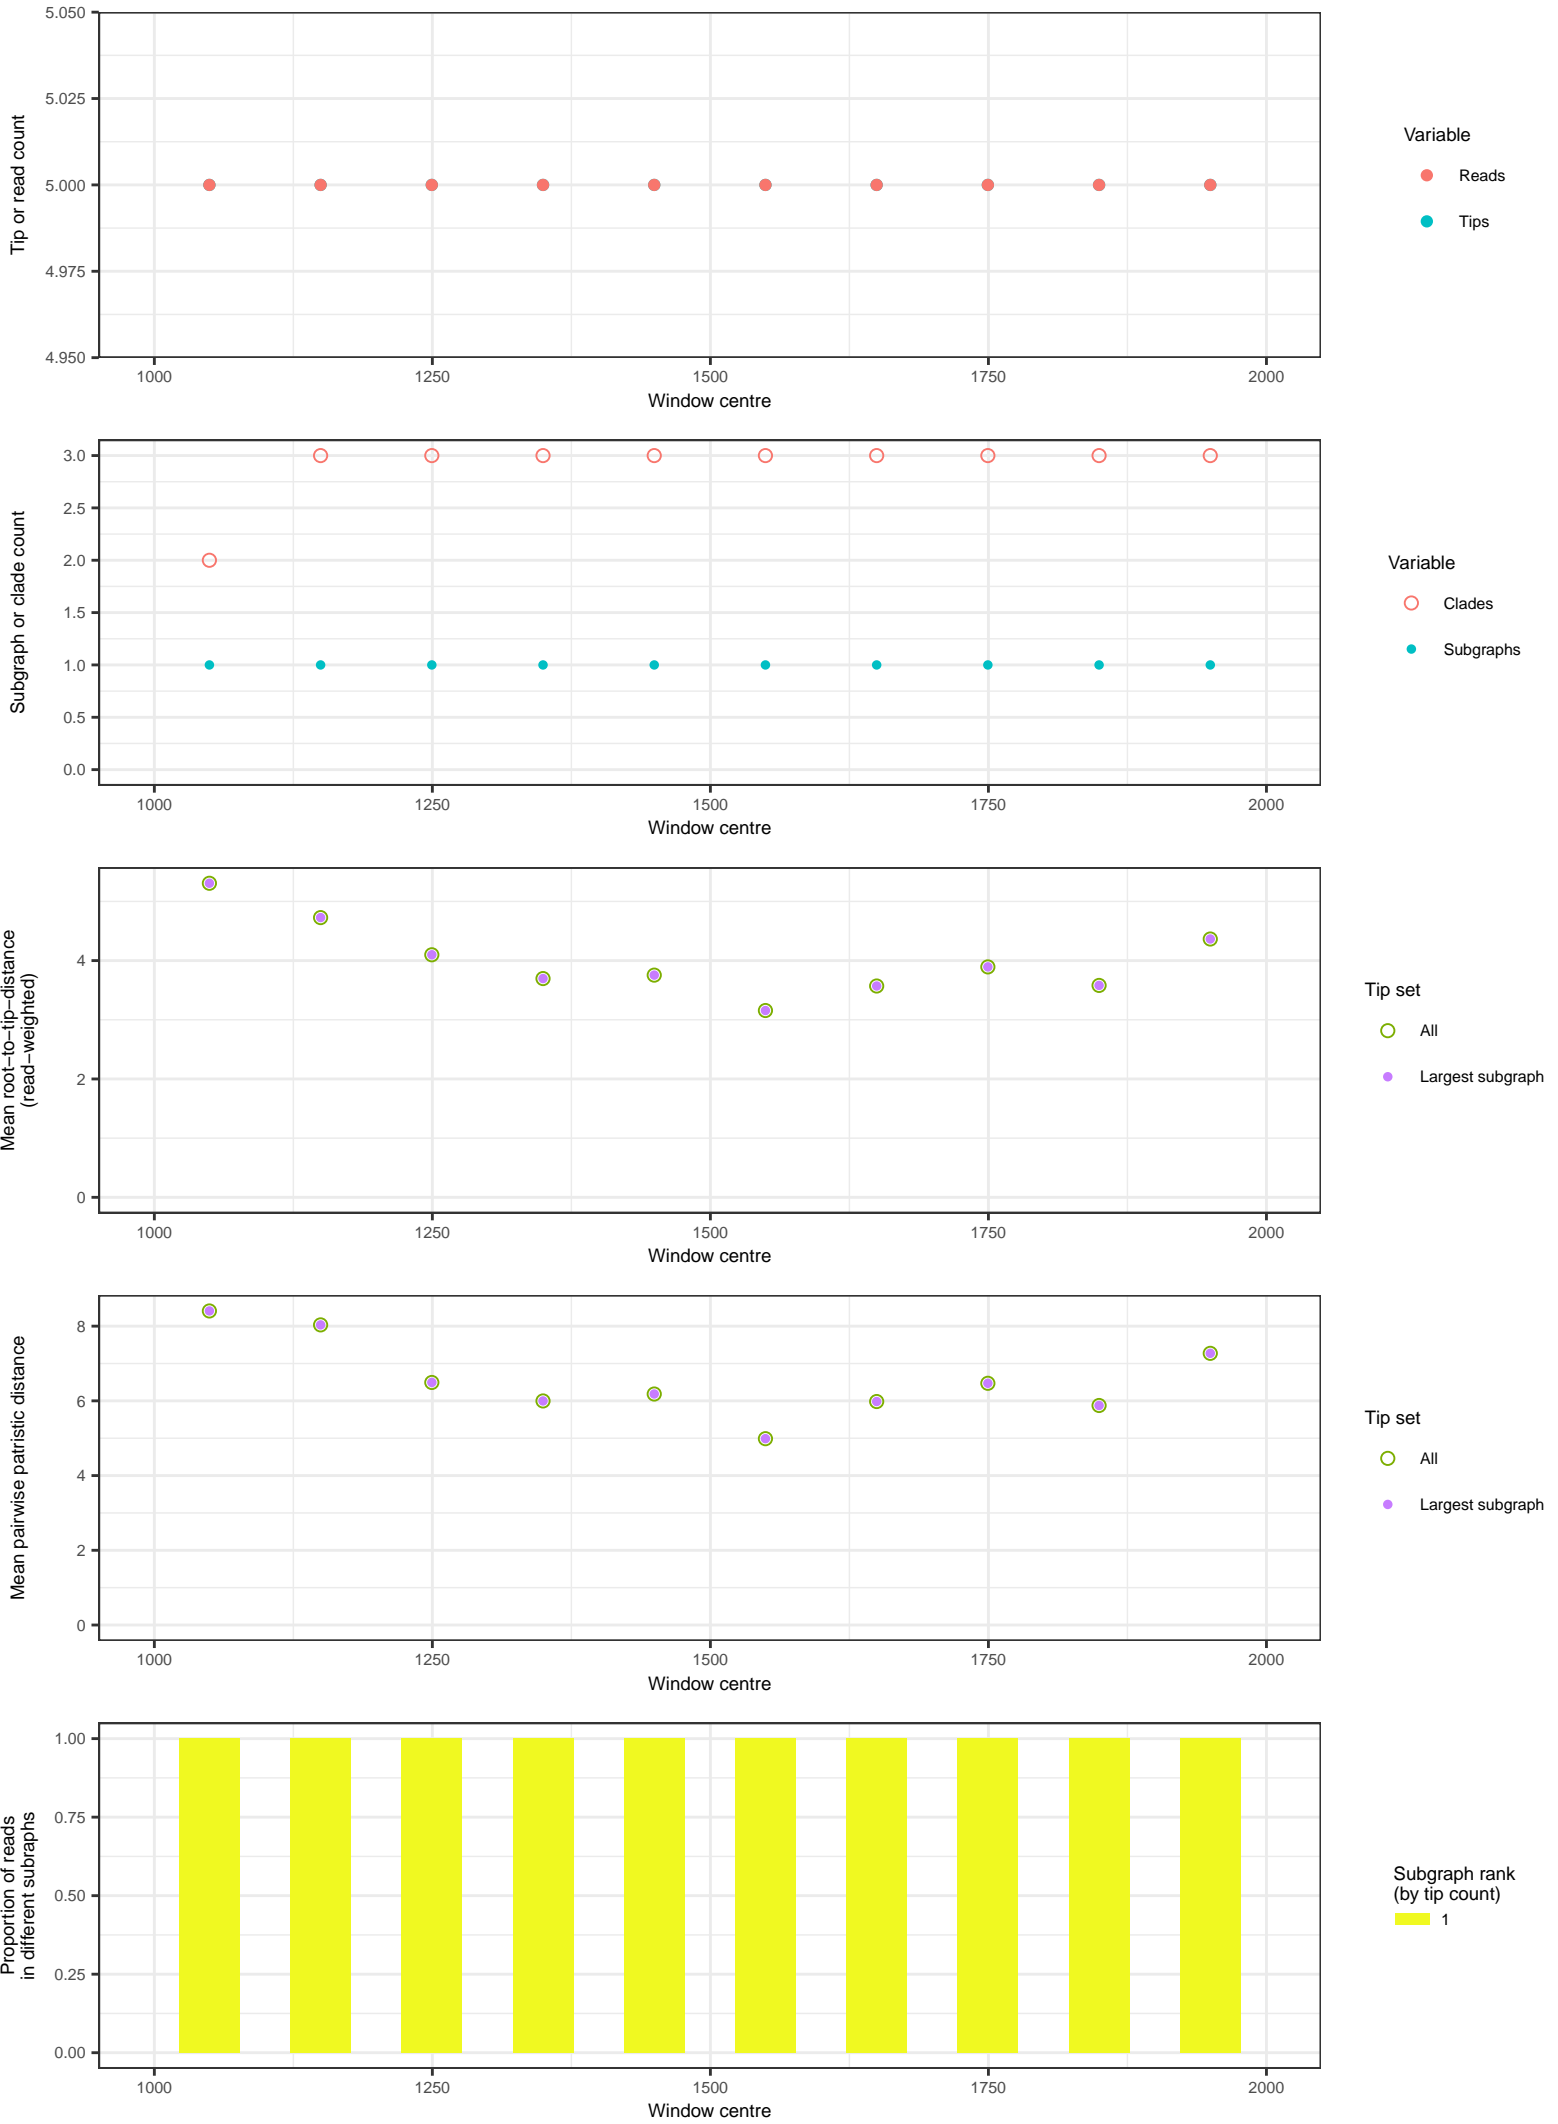 5.050
5.025
5.000
4.975
4.950
Tip or read count
1000 1250 1500 1750 2000
Window centre
Variable
Reads
Tips
3.0
2.5
2.0
1.5
1.0
0.5
0.0
Subgraph or clade count
1000 1250 1500 1750 2000
Window centre
Variable
Clades
Subgraphs
4
2
0
Mean root−to−tip−distance
(read−weighted)
1000 1250 1500 1750 2000
Window centre
Tip set
All
Largest subgraph
8
6
4
2
0
Mean pairwise patristic distance
1000 1250 1500 1750 2000
Window centre
Tip set
All
Largest subgraph
1.00
0.75
0.50
0.25
0.00
Proportion of reads
in different subraphs
1000 1250 1500 1750 2000
Window centre
Subgraph rank
(by tip count)
1